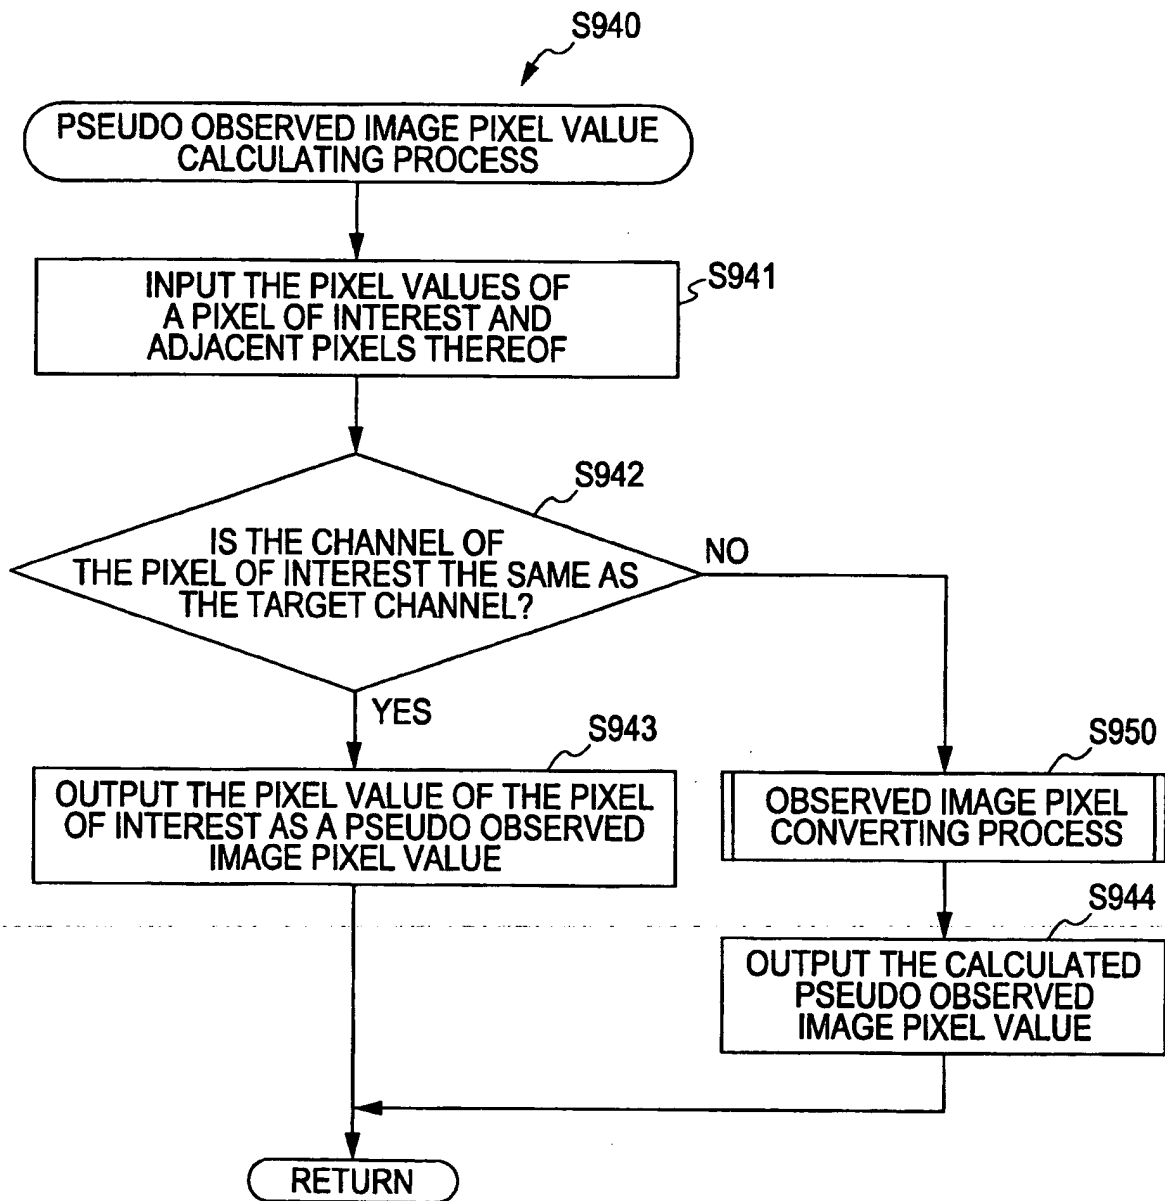 S940
PSEUDO OBSERVED IMAGE PIXEL VALUE
CALCULATING PROCESS
INPUT THE PIXEL VALUES OF
A PIXEL OF INTEREST AND
ADJACENT PIXELS THEREOF
S941
S942
IS THE CHANNEL OF
THE PIXEL OF INTEREST THE SAME AS
THE TARGET CHANNEL?
NO
YES
S943
OUTPUT THE PIXEL VALUE OF THE PIXEL
OF INTEREST AS A PSEUDO OBSERVED
IMAGE PIXEL VALUE
S950
OBSERVED IMAGE PIXEL
CONVERTING PROCESS
S944
OUTPUT THE CALCULATED
PSEUDO OBSERVED
IMAGE PIXEL VALUE
RETURN